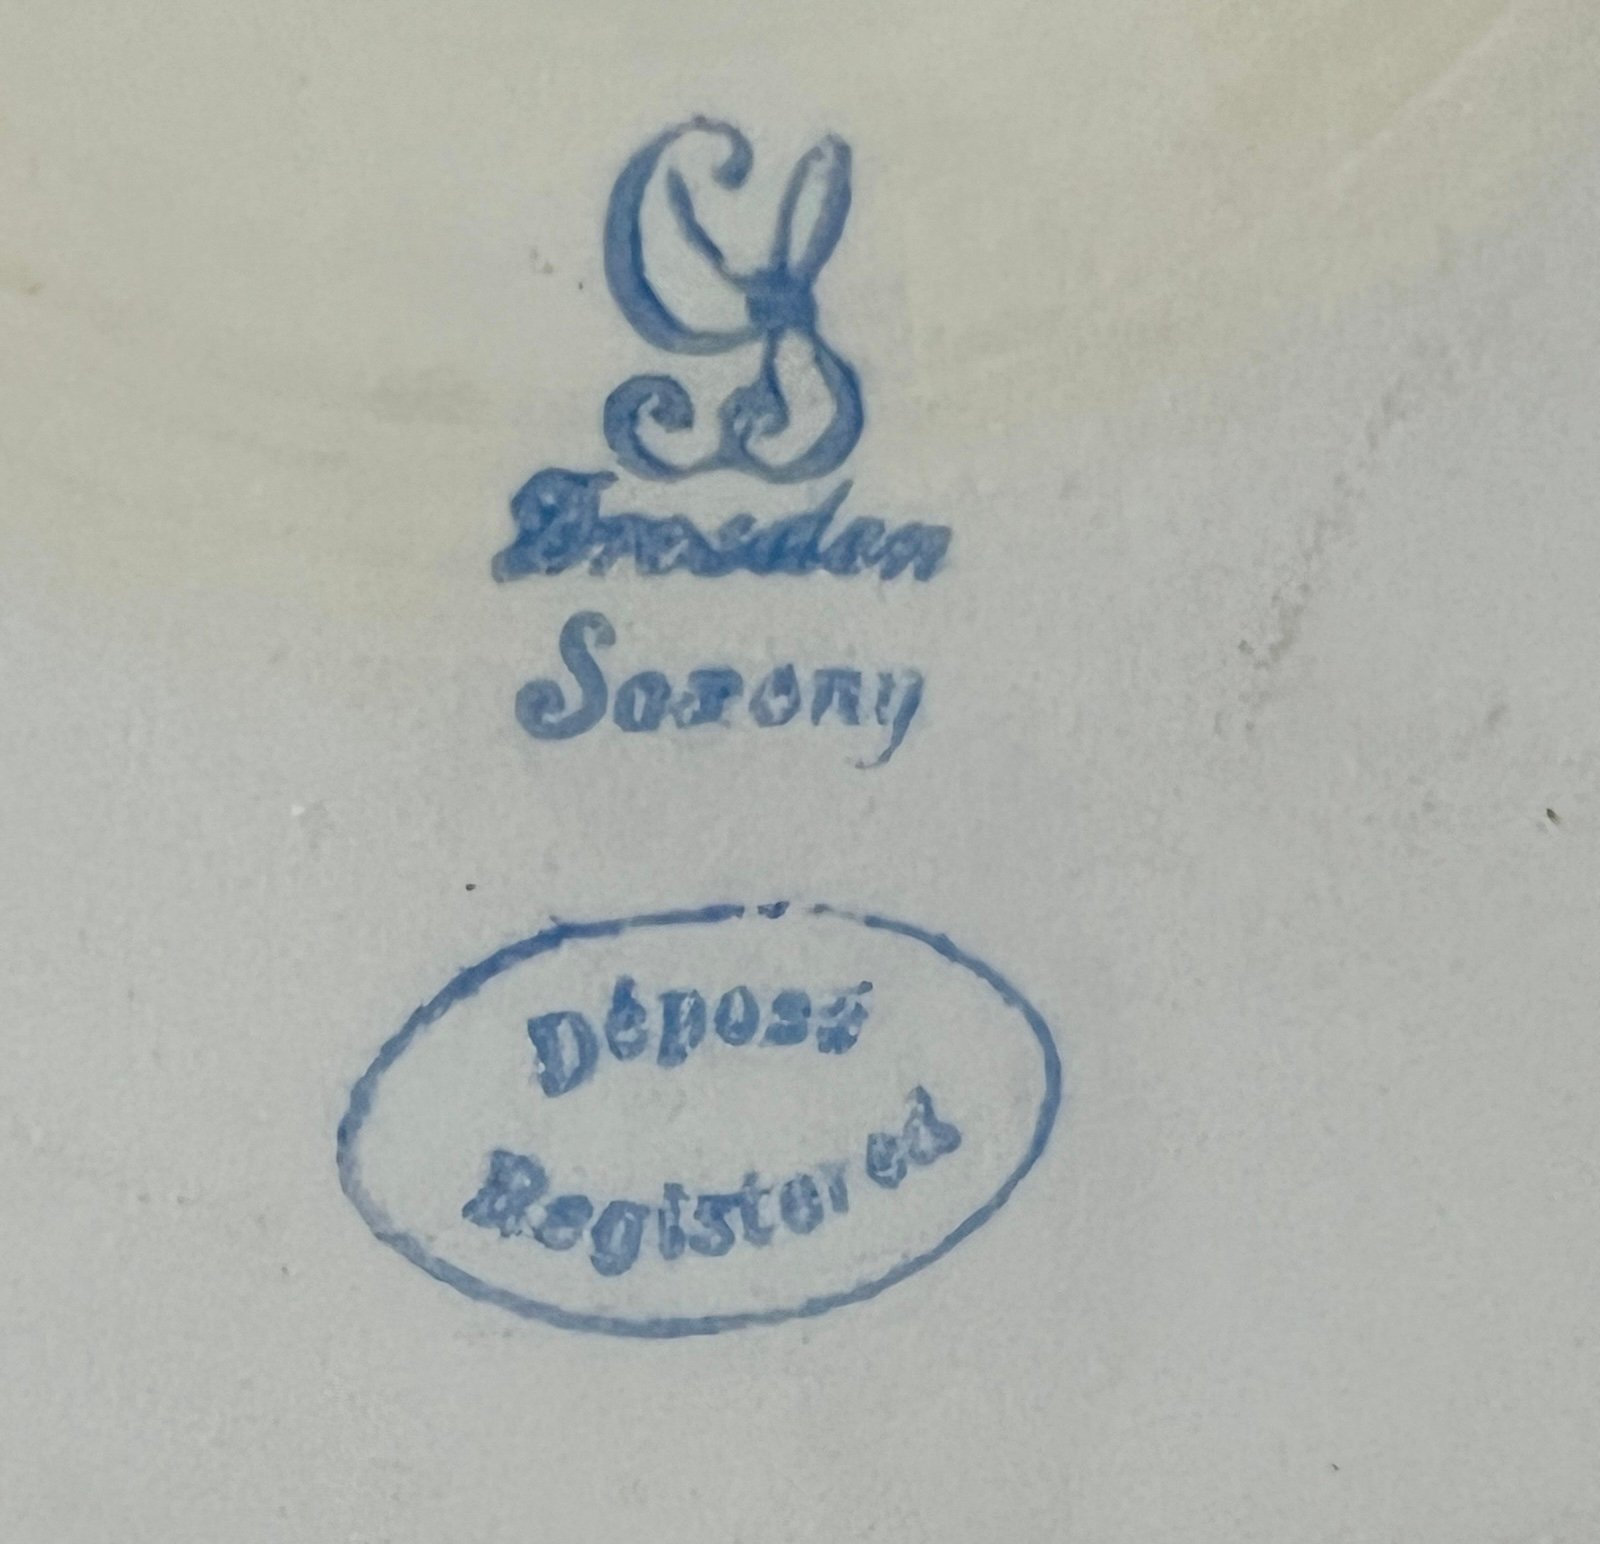 Dresden
Saxony
Déposé
Registered